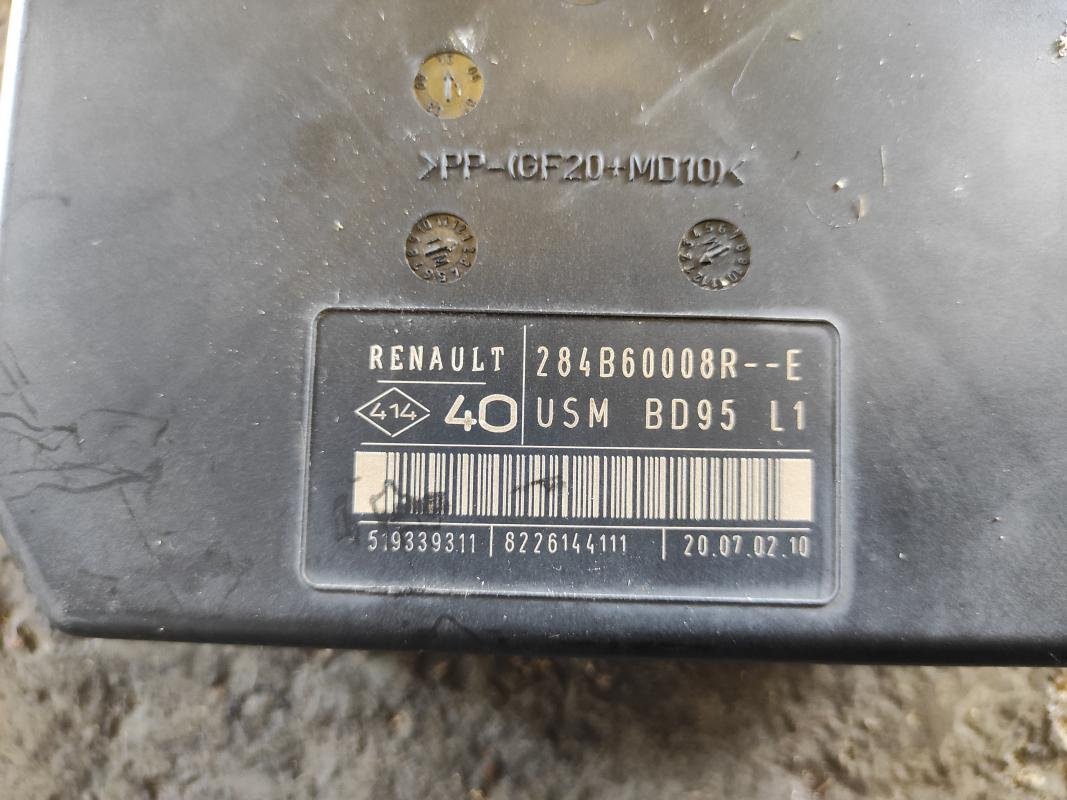 >PP-(GF20+MD10)<
RENAULT
284B60008R--E
414
40
USM BD95 L1
519339311
8226144111
20.07.02.10